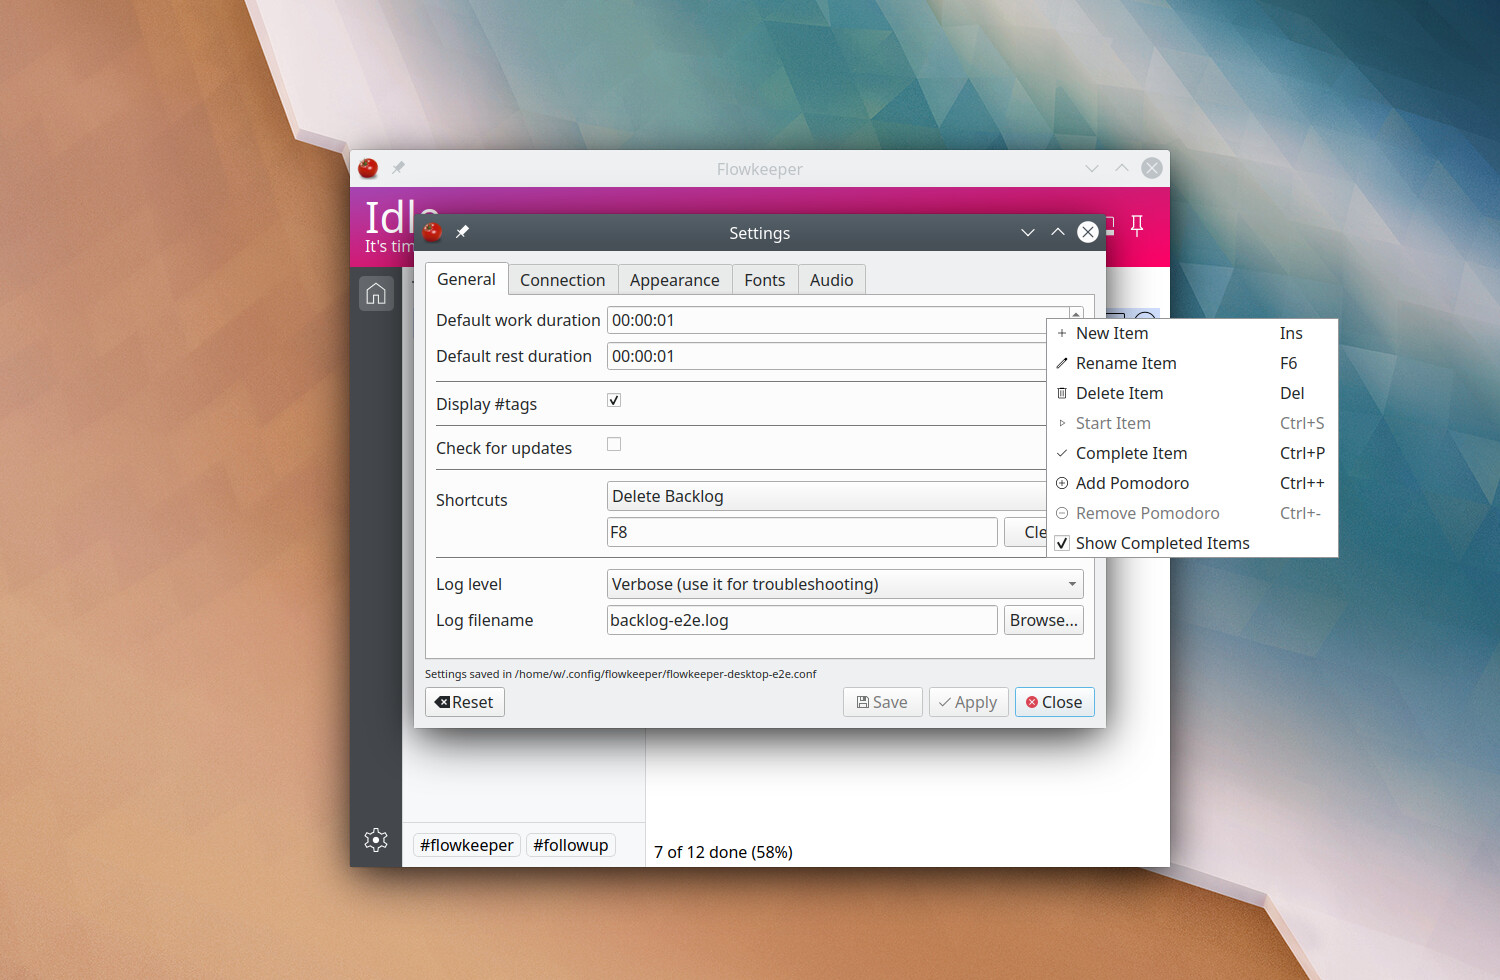 Flowkeeper
It's tim
Settings
General Connection Appearance Fonts Audio
Default work duration 00:00:01
Default rest duration 00:00:01
Display #tags
Check for updates
Shortcuts Delete Backlog
F8
Log level Verbose (use it for troubleshooting)
Log filename backlog-e2e.log Browse...
Settings saved in /home/w/.config/flowkeeper/flowkeeper-desktop-e2e.conf
Reset Save Apply Close
New Item Ins
Rename Item F6
Delete Item Del
Start Item Ctrl+S
Complete Item Ctrl+P
Add Pomodoro Ctrl++
Remove Pomodoro Ctrl+-
Show Completed Items
#flowkeeper #followup
7 of 12 done (58%)